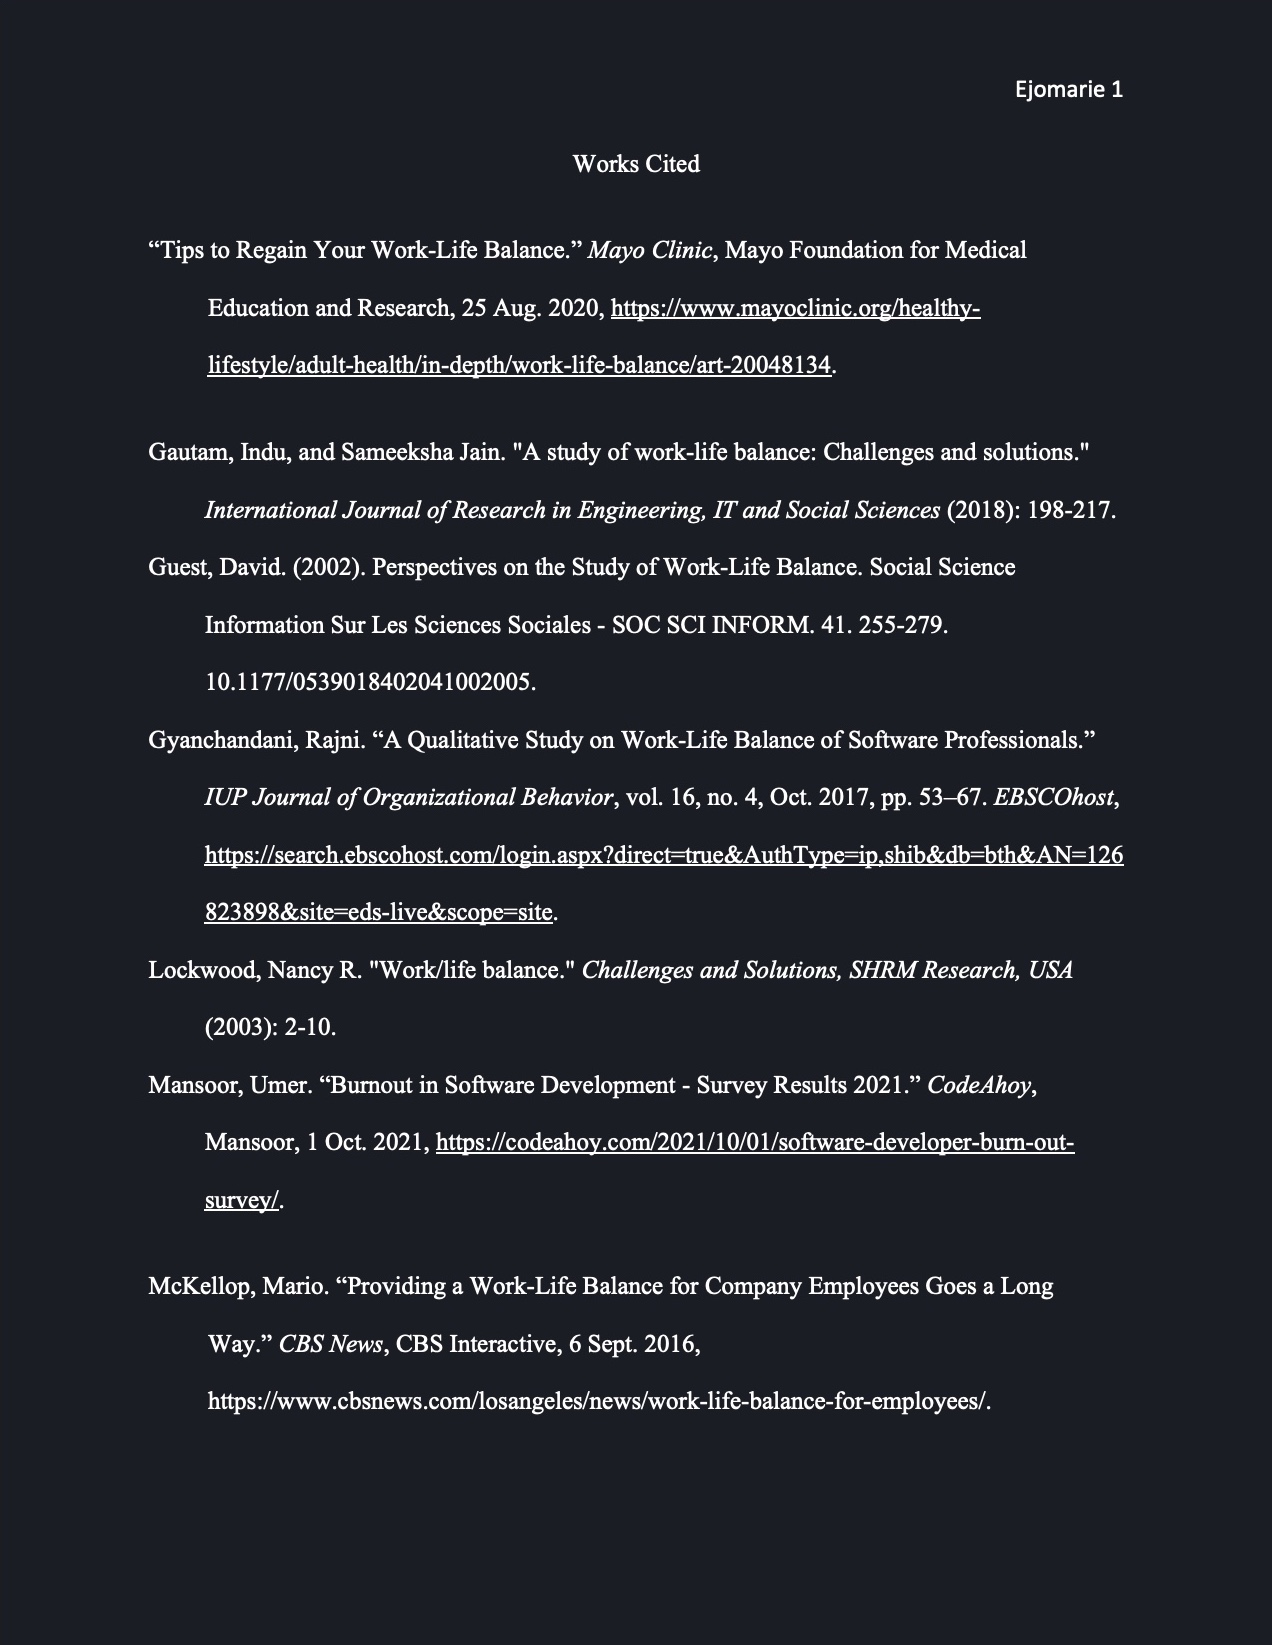 Ejomarie 1
Works Cited
“Tips to Regain Your Work-Life Balance.” Mayo Clinic, Mayo Foundation for Medical
Education and Research, 25 Aug. 2020, https://www.mayoclinic.org/healthy-
lifestyle/adult-health/in-depth/work-life-balance/art-20048134.
Gautam, Indu, and Sameeksha Jain. "A study of work-life balance: Challenges and solutions."
International Journal of Research in Engineering, IT and Social Sciences (2018): 198-217.
Guest, David. (2002). Perspectives on the Study of Work-Life Balance. Social Science
Information Sur Les Sciences Sociales - SOC SCI INFORM. 41. 255-279.
10.1177/0539018402041002005.
Gyanchandani, Rajni. “A Qualitative Study on Work-Life Balance of Software Professionals.”
IUP Journal of Organizational Behavior, vol. 16, no. 4, Oct. 2017, pp. 53–67. EBSCOhost,
https://search.ebscohost.com/login.aspx?direct=true&AuthType=ip,shib&db=bth&AN=126
823898&site=eds-live&scope=site.
Lockwood, Nancy R. "Work/life balance." Challenges and Solutions, SHRM Research, USA
(2003): 2-10.
Mansoor, Umer. “Burnout in Software Development - Survey Results 2021.” CodeAhoy,
Mansoor, 1 Oct. 2021, https://codeahoy.com/2021/10/01/software-developer-burn-out-
survey/.
McKellop, Mario. “Providing a Work-Life Balance for Company Employees Goes a Long
Way.” CBS News, CBS Interactive, 6 Sept. 2016,
https://www.cbsnews.com/losangeles/news/work-life-balance-for-employees/.